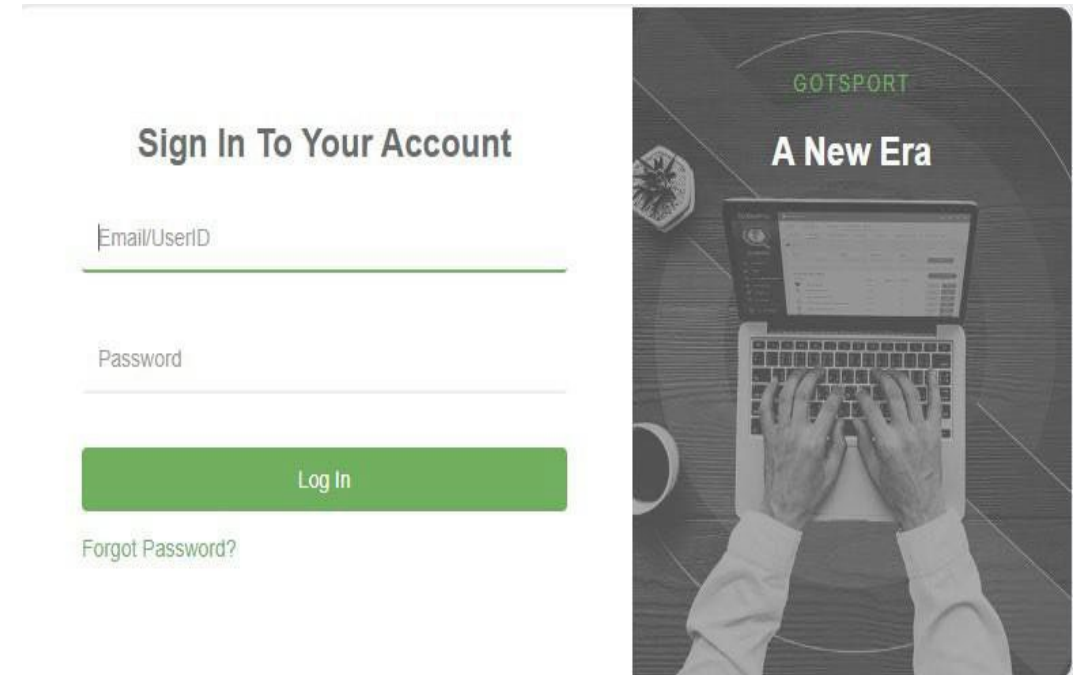 Sign In To Your Account
Email/UserID
Password
Log In
Forgot Password?
GOTSPORT
A New Era